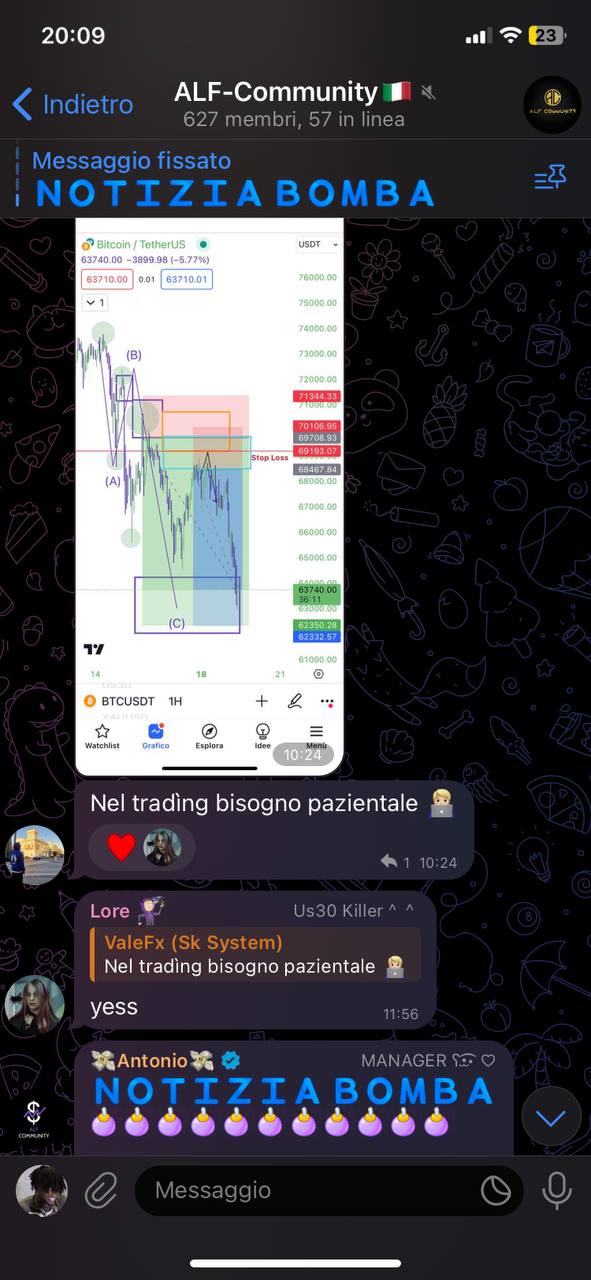 20:09
23
Indietro
ALF-Community🇮🇹
627 membri, 57 in linea
ALF COMMUNITY
Messaggio fissato
NOTIZIA BOMBA
Bitcoin / TetherUS
USDT
63740.00 −3899.98 (−5.77%)
63710.00 0.01 63710.01
1
76000.00
75000.00
74000.00
73000.00
(B)
72000.00
71344.33
71000.00
70106.95
69708.93
69193.07
Stop Loss
68467.84
(A)
68000.00
67000.00
66000.00
65000.00
64000.00
63740.00
36:11
63000.00
62350.28
(C)
62332.57
61000.00
14 18 21
US30
BTCUSDT 1H
XAUUSD
Watchlist Grafico Esplora Idee Menù
10:24
Nel tradìng bisogno pazientale 👨🏼‍💻
❤️
1 10:24
Lore Us30 Killer ^ ^
ValeFx (Sk System)
Nel tradìng bisogno pazientale 👨🏼‍💻
yess
11:56
💸Antonio💸 MANAGER
NOTIZIA BOMBA
ALF
COMMUNITY
Messaggio